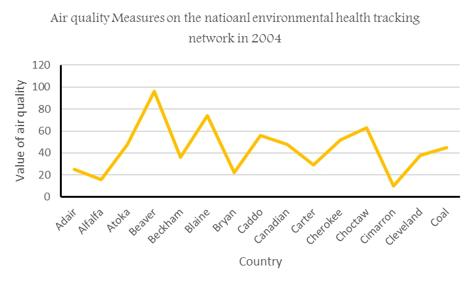 Air quality Measures on the natioanl environmental health tracking
network in 2004
120
100
80
60
40
20
0
Value of air quality
Adair
Alfalfa
Atoka
Beaver
Beckham
Blaine
Bryan
Caddo
Canadian
Carter
Cherokee
Choctaw
Cimarron
Cleveland
Coal
Country